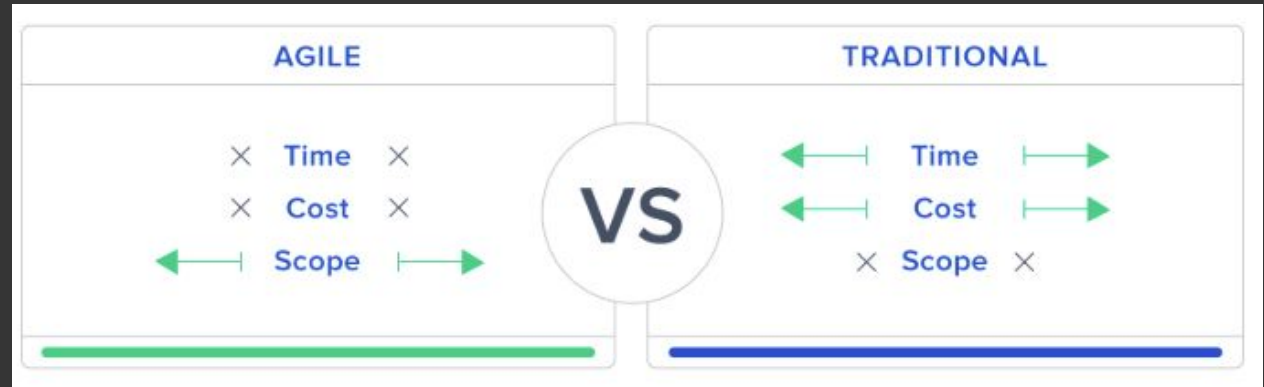 AGILE
Time
Cost
Scope
VS
TRADITIONAL
Time
Cost
Scope